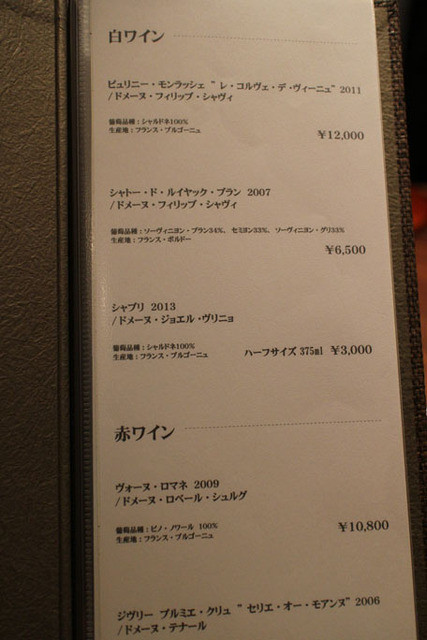 白ワイン
ピュリニー・モンラッシェ “ レ・コルヴェ・デ・ヴィーニュ” 2011
/ドメーヌ・フィリップ・シャヴィ
葡萄品種：シャルドネ100%
生産地：フランス・ブルゴーニュ
￥12,000
シャトー・ド・ルイヤック・ブラン 2007
/ドメーヌ・フィリップ・シャヴィ
葡萄品種：ソーヴィニヨン・ブラン34%、 セミヨン33%、 ソーヴィニヨン・グリ33%
生産地：フランス・ボルドー
￥6,500
シャブリ 2013
/ドメーヌ・ジョエル・ヴリニョ
葡萄品種：シャルドネ100%
生産地：フランス・ブルゴーニュ
ハーフサイズ 375ml ￥3,000
赤ワイン
ヴォーヌ・ロマネ 2009
/ドメーヌ・ロベール・シュルグ
葡萄品種：ピノ・ノワール 100%
生産地：フランス・ブルゴーニュ
￥10,800
ジヴリー プルミエ・クリュ “ セリエ・オー・モアンヌ” 2006
/ドメーヌ・テナール